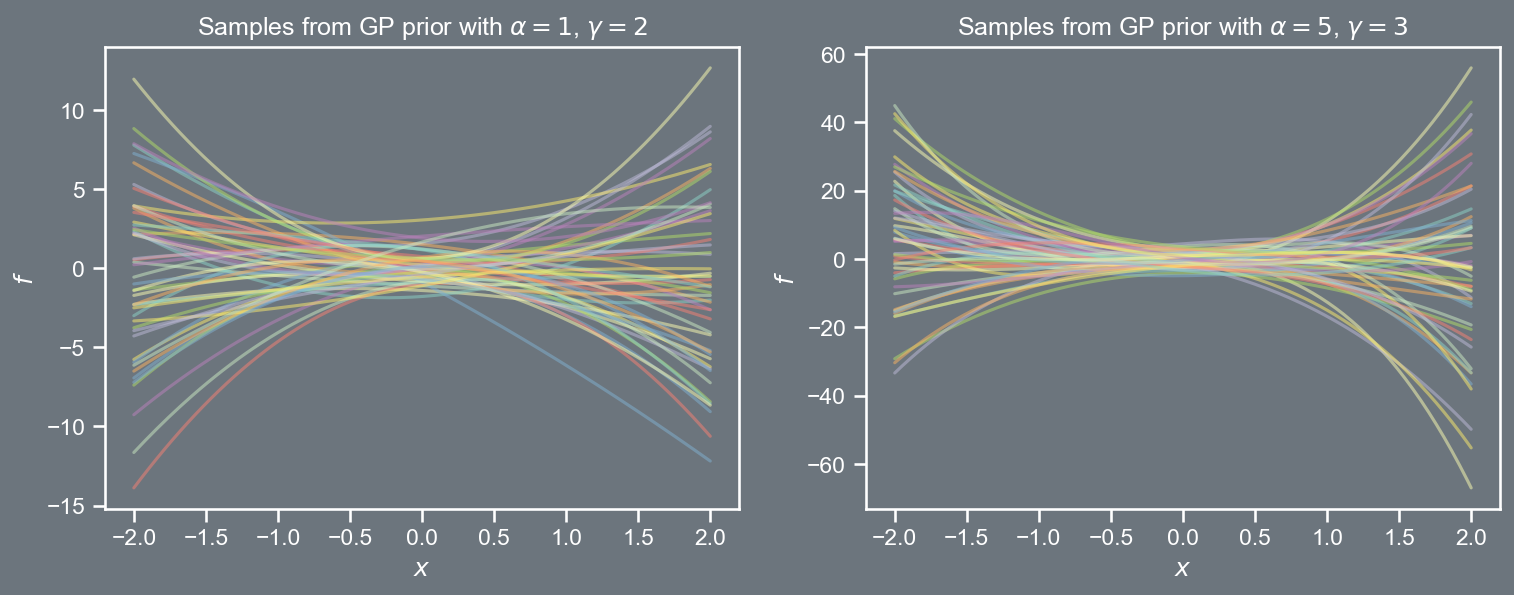 Samples from GP prior with α = 1, γ = 2
10
5
0
−5
−10
−15
f
−2.0 −1.5 −1.0 −0.5 0.0 0.5 1.0 1.5 2.0
x
Samples from GP prior with α = 5, γ = 3
60
40
20
0
−20
−40
−60
f
−2.0 −1.5 −1.0 −0.5 0.0 0.5 1.0 1.5 2.0
x